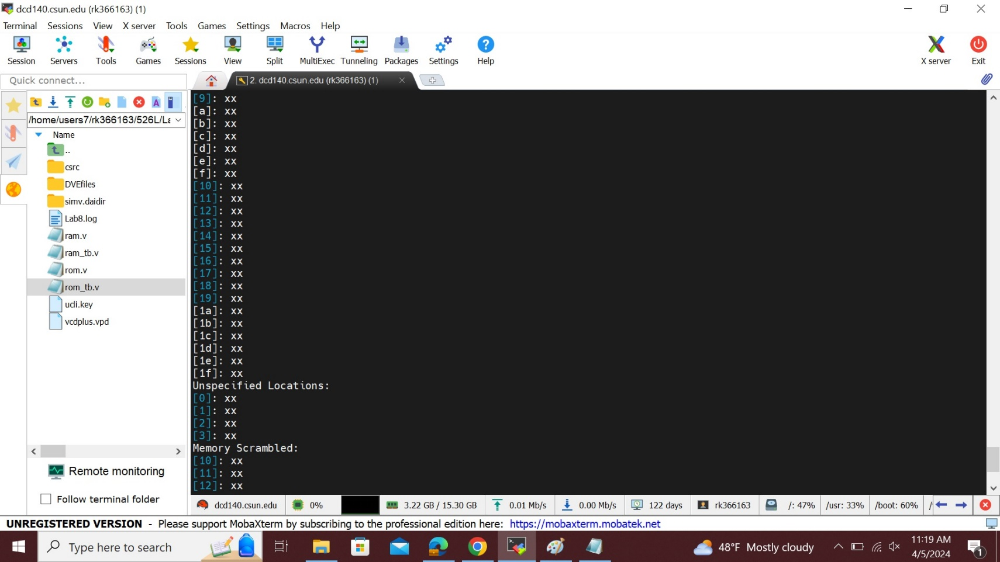 dcd140.csun.edu (rk366163) (1)
Terminal Sessions View X server Tools Games Settings Macros Help
Session Servers Tools Games Sessions View Split MultiExec Tunneling Packages Settings Help X server Exit
Quick connect...
2. dcd140.csun.edu (rk366163) (1)
/home/users7/rk366163/526L/La
Name
..
csrc
DVEfiles
simv.daidir
Lab8.log
ram.v
ram_tb.v
rom.v
rom_tb.v
ucli.key
vcdplus.vpd
Remote monitoring
Follow terminal folder
[9]: xx
[a]: xx
[b]: xx
[c]: xx
[d]: xx
[e]: xx
[f]: xx
[10]: xx
[11]: xx
[12]: xx
[13]: xx
[14]: xx
[15]: xx
[16]: xx
[17]: xx
[18]: xx
[19]: xx
[1a]: xx
[1b]: xx
[1c]: xx
[1d]: xx
[1e]: xx
[1f]: xx
Unspecified Locations:
[0]: xx
[1]: xx
[2]: xx
[3]: xx
Memory Scrambled:
[10]: xx
[11]: xx
[12]: xx
dcd140.csun.edu 0% 3.22 GB / 15.30 GB 0.01 Mb/s 0.00 Mb/s 122 days rk366163 /: 47% /usr: 33% /boot: 60% /
UNREGISTERED VERSION - Please support MobaXterm by subscribing to the professional edition here: https://mobaxterm.mobatek.net
Type here to search
48°F Mostly cloudy
11:19 AM
4/5/2024
1